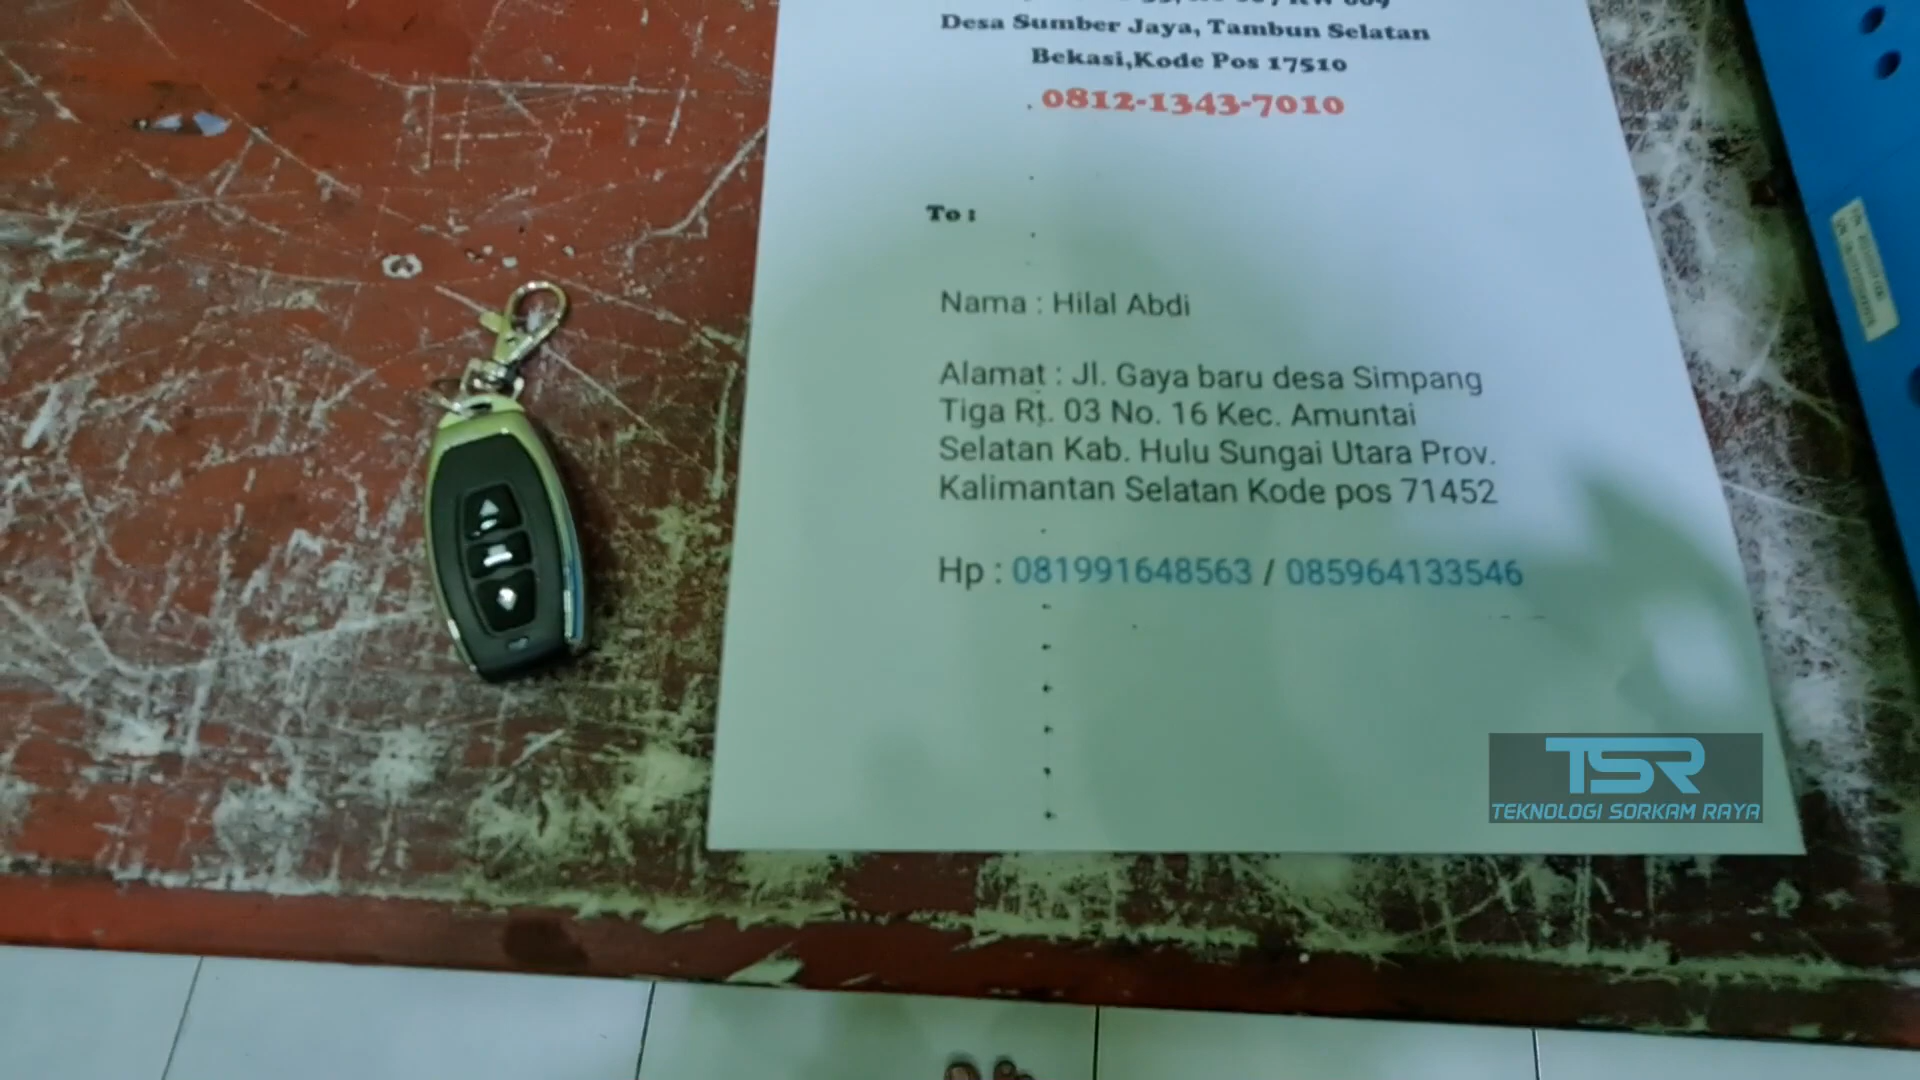 Desa Sumber Jaya, Tambun Selatan
Bekasi,Kode Pos 17510
. 0812-1343-7010
To :
Nama : Hilal Abdi
Alamat : Jl. Gaya baru desa Simpang
Tiga Rt. 03 No. 16 Kec. Amuntai
Selatan Kab. Hulu Sungai Utara Prov.
Kalimantan Selatan Kode pos 71452
Hp : 081991648563 / 085964133546
TSR
TEKNOLOGI SORKAM RAYA